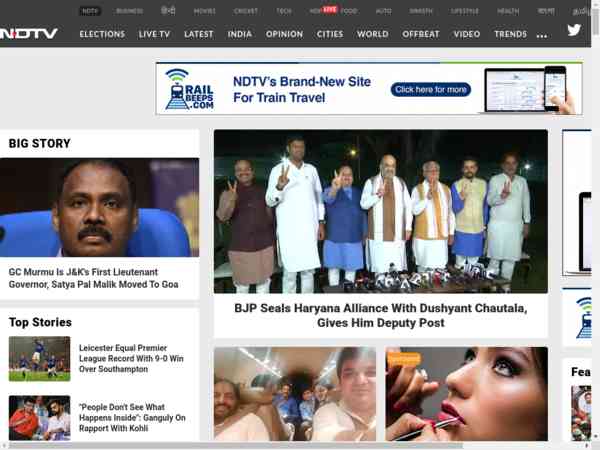 NDTV BUSINESS हिन्दी MOVIES CRICKET TECH HOP LIVE FOOD AUTO SWASTH LIFESTYLE HEALTH বাংলা
NDTV ELECTIONS LIVE TV LATEST INDIA OPINION CITIES WORLD OFFBEAT VIDEO TRENDS ...
RAIL
BEEPS
.COM
NDTV's Brand-New Site
For Train Travel
Click here for more
BIG STORY
GC Murmu Is J&K's First Lieutenant
Governor, Satya Pal Malik Moved To Goa
BJP Seals Haryana Alliance With Dushyant Chautala,
Gives Him Deputy Post
Top Stories
Leicester Equal Premier
League Record With 9-0 Win
Over Southampton
"People Don't See What
Happens Inside": Ganguly On
Rapport With Kohli
Sponsored
Fea